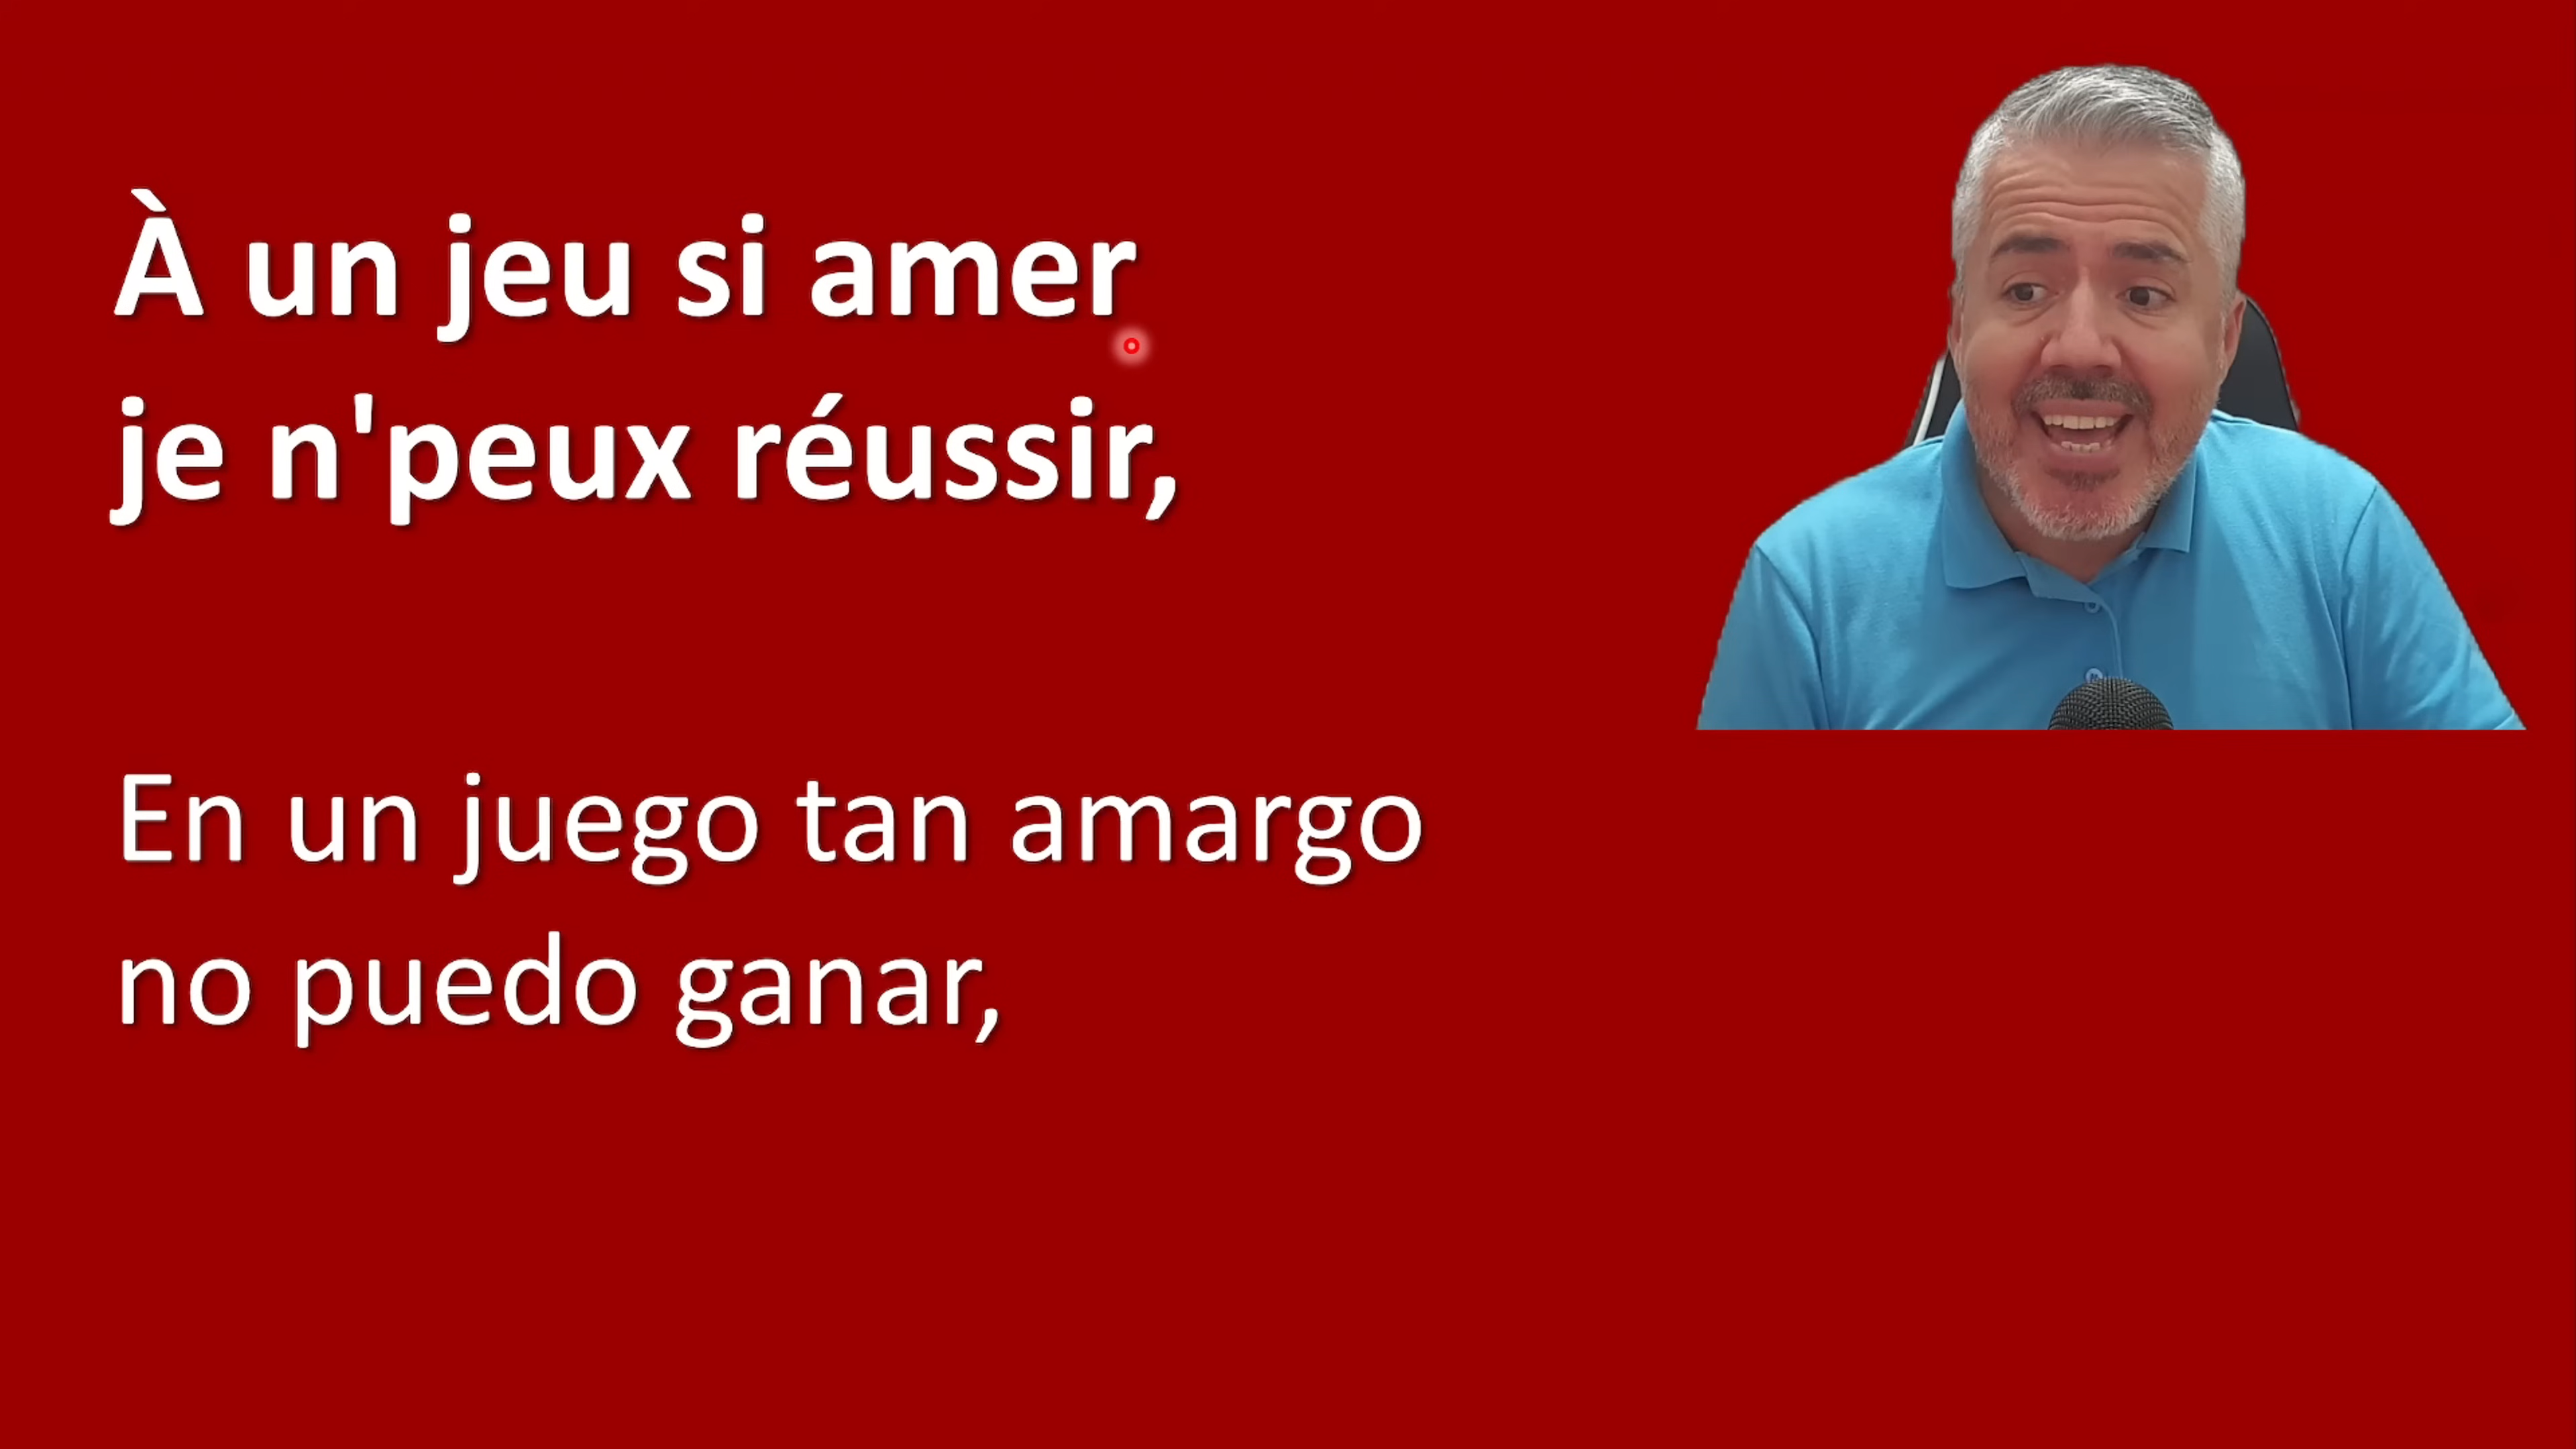 À un jeu si amer
je n'peux réussir,
En un juego tan amargo
no puedo ganar,